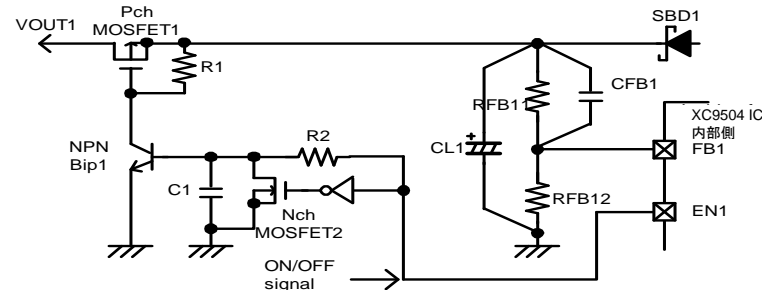 Pch
MOSFET1
VOUT1
SBD1
R1
RFB11
CFB1
XC9504 IC
内部側
FB1
NPN
Bip1
R2
CL1
+
C1
RFB12
EN1
Nch
MOSFET2
ON/OFF
signal